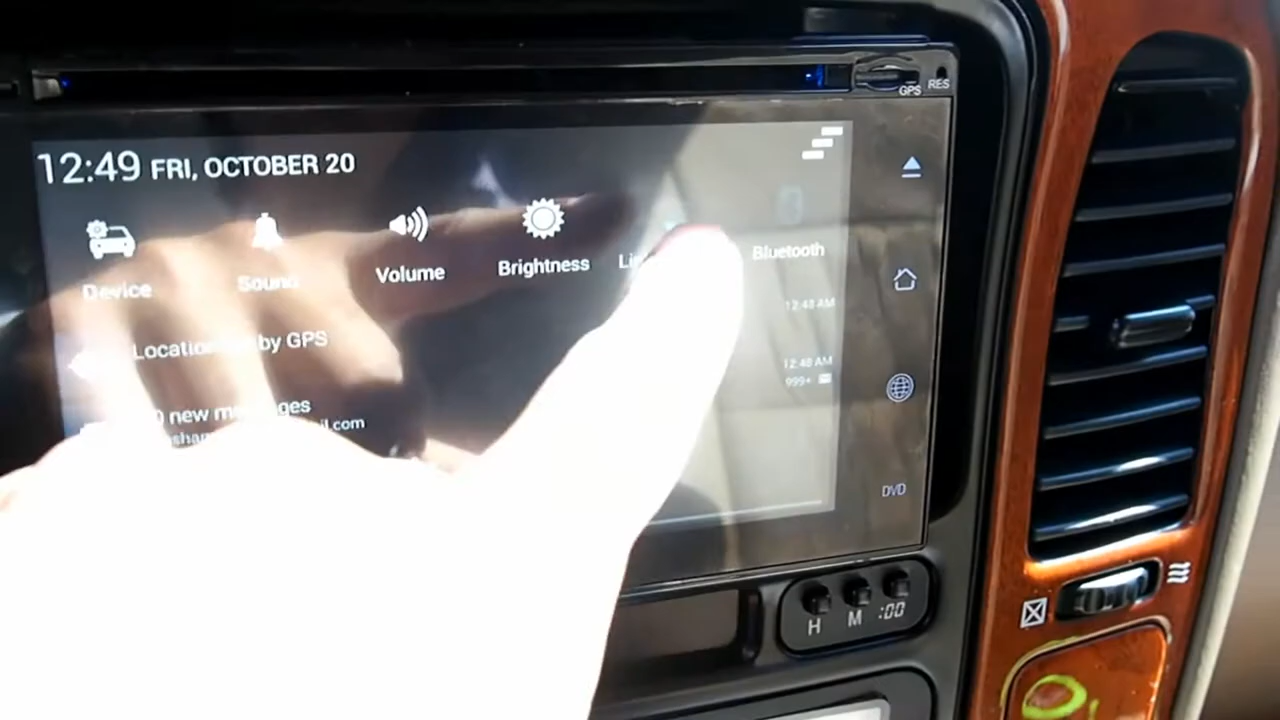 GPS RES
12:49 FRI, OCTOBER 20
Device Sound Volume Brightness Bluetooth
by GPS
12:48 AM
new messages
12:48 AM
999+
DVD
H M :00